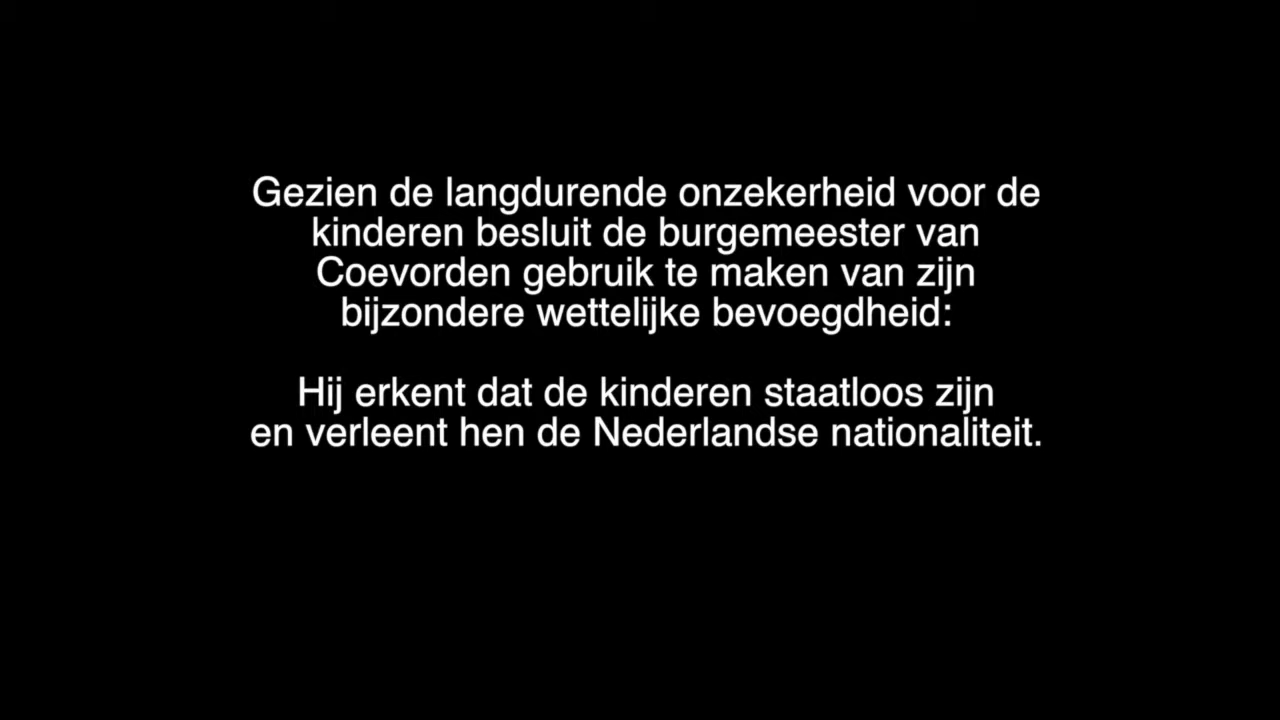 Gezien de langdurende onzekerheid voor de
kinderen besluit de burgemeester van
Coevorden gebruik te maken van zijn
bijzondere wettelijke bevoegdheid:
Hij erkent dat de kinderen staatloos zijn
en verleent hen de Nederlandse nationaliteit.